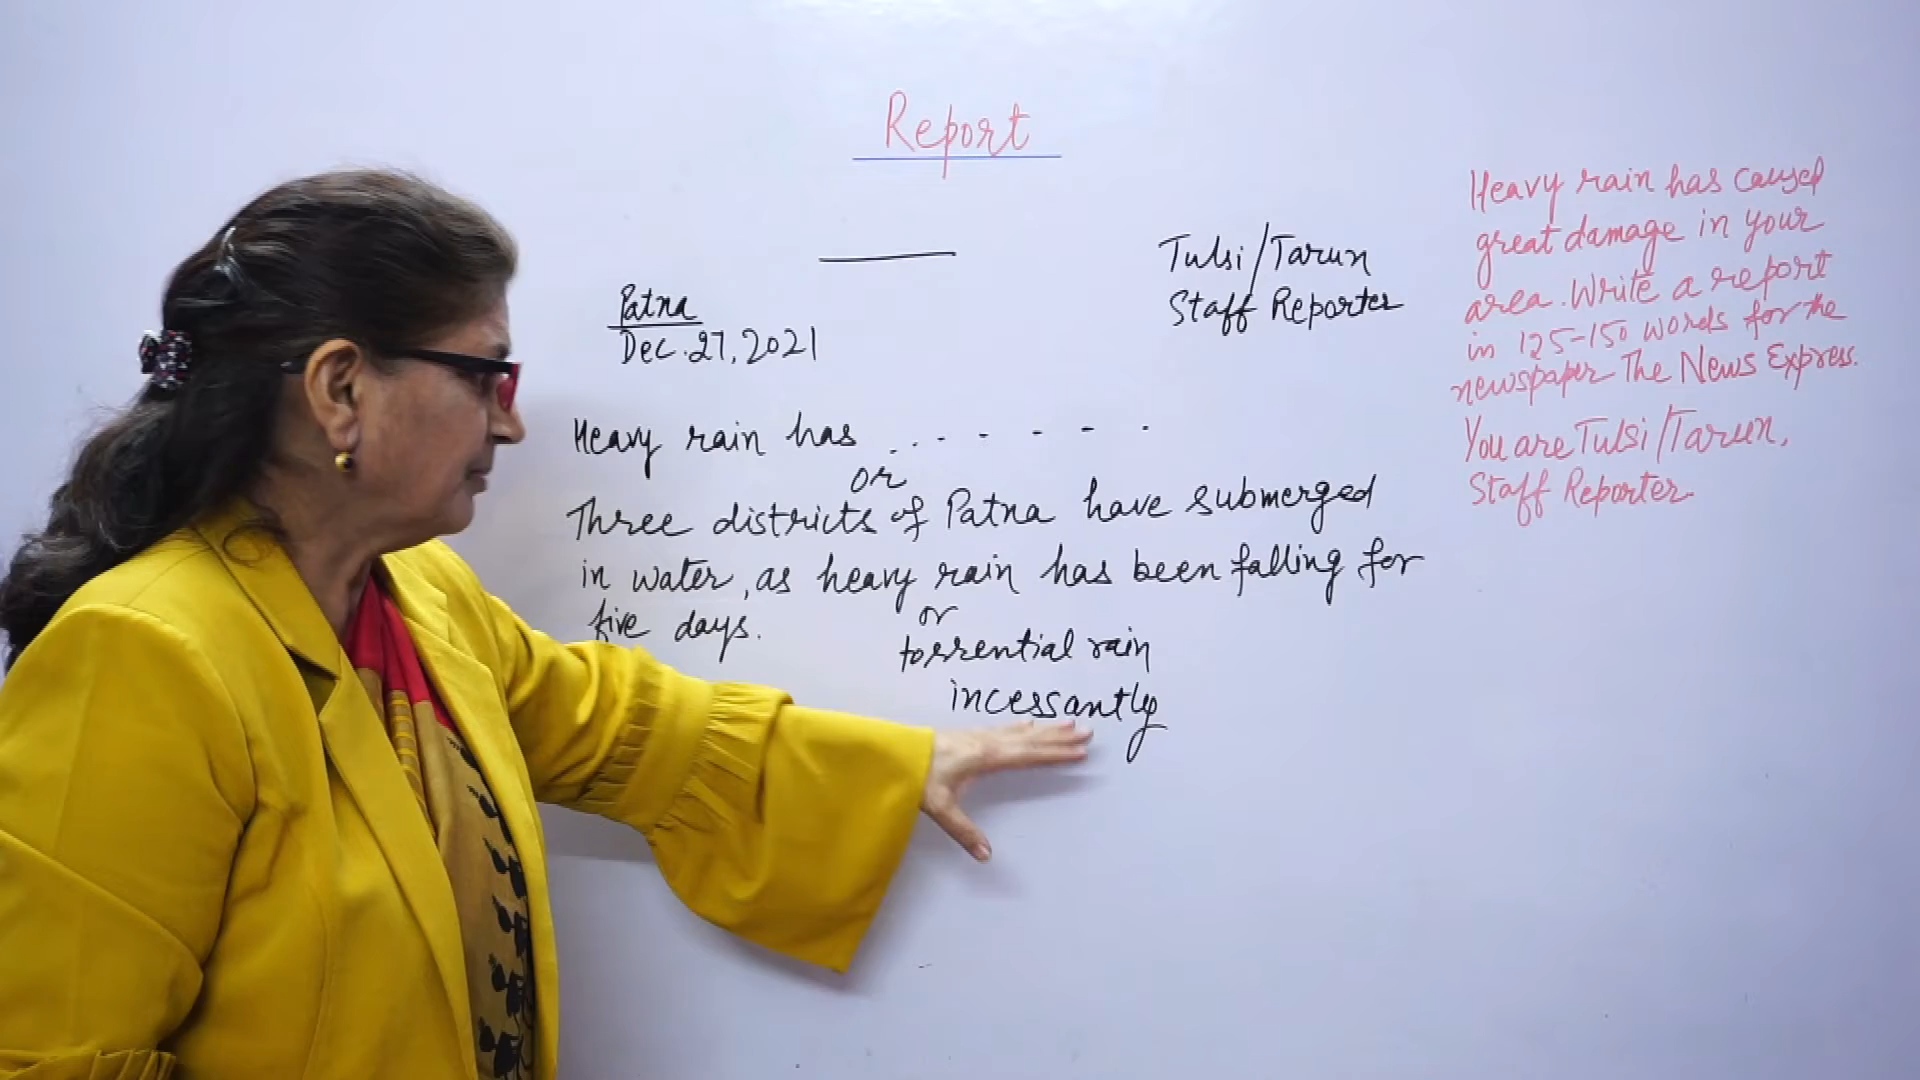 Report
Tulsi/Tarun
Staff Reporter
Patna
Dec. 27, 2021
Heavy rain has . . - - - - .
or
Three districts of Patna have submerged
in water, as heavy rain has been falling for
five days.
or
torrential rain
incessantly
Heavy rain has caused
great damage in your
area. Write a report
in 125-150 words for the
newspaper The News Express.
You are Tulsi/Tarun,
Staff Reporter.